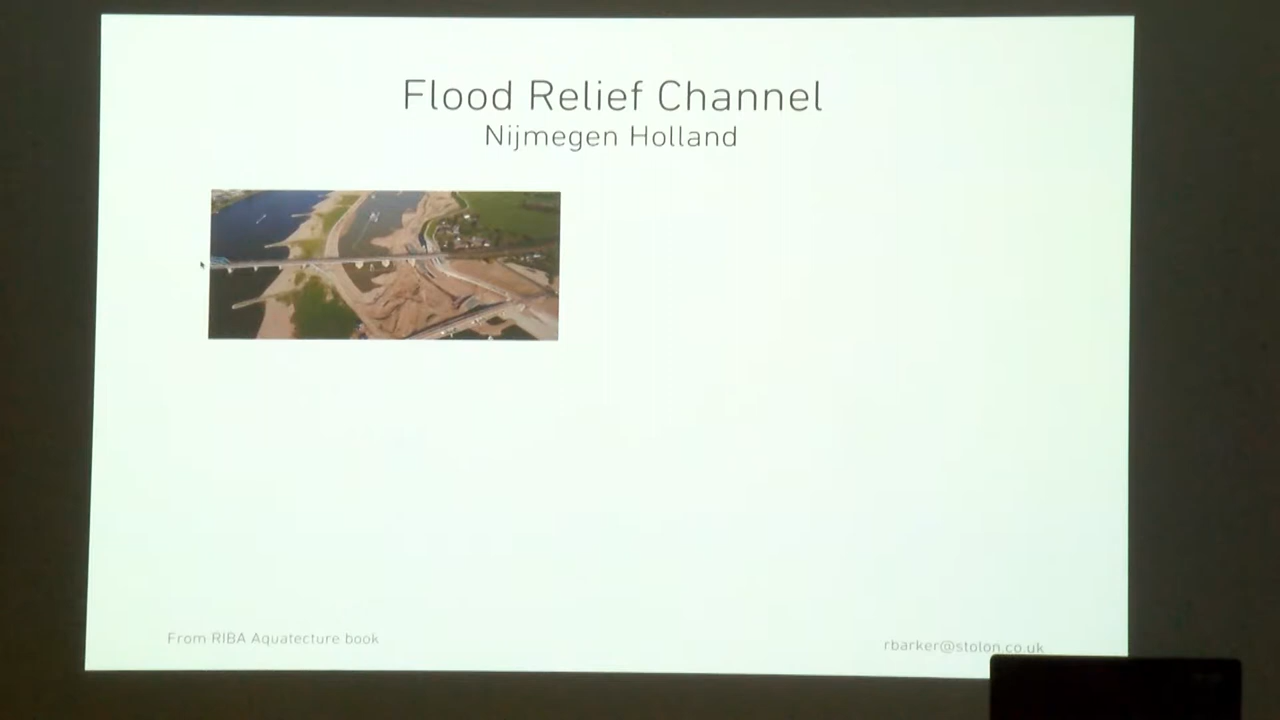 Flood Relief Channel
Nijmegen Holland
From RIBA Aquatecture book
rbarker@stolon.co.uk